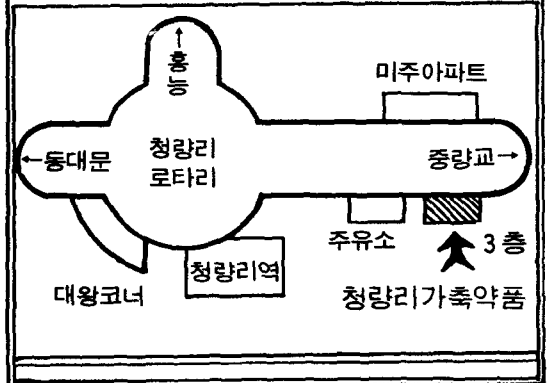 ↑
홍
능
미주아파트
←동대문
청량리
로타리
중량교→
주유소
3층
대왕코너
청량리역
청량리가축약품